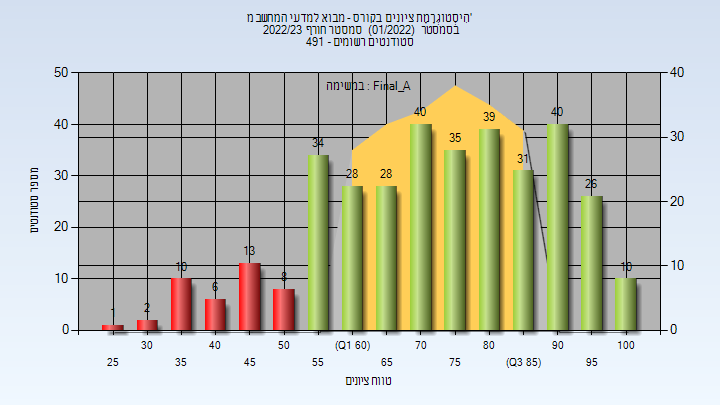 היסטוגרמת ציונים בקורס - מבוא למדעי המחשב מ'
בסמסטר (01/2022) סמסטר חורף 2022/23
סטודנטים רשומים - 491
במשימה : Final_A
50 40 30 20 10 0
מספר סטודנטים
40 30 20 10 0
1 2 10 6 13 8 34 28 28 40 35 39 31 40 26 10
30 40 50 (Q1 60) 70 80 90 100
25 35 45 55 65 75 (Q3 85) 95
טווח ציונים